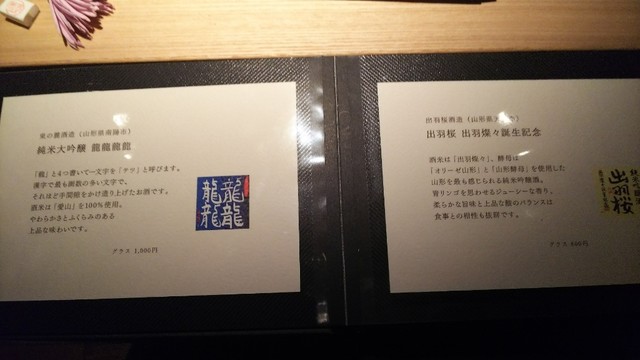 東の麓酒造（山形県南陽市）
純米大吟醸 龍龍龍龍
「龍」と4つ書いて一文字を「テツ」と呼びます。
漢字で最も画数の多い文字で、
それほど手間暇をかけ造り上げたお酒です。
酒米は「愛山」を100%使用。
やわらかさとふくらみのある
上品な味わいです。
グラス 1,000円
龍龍
龍龍
出羽桜酒造（山形県
出羽桜 出羽燦々誕生記念
酒米は「出羽燦々」、酵母は
「オリーゼ山形」と「山形酵母」を使用した
山形を最も感じられる純米吟醸酒。
青リンゴを思わせるジューシーな香り、
柔らかな旨味と上品な酸のバランスは
食事との相性も抜群です。
グラス 800円
出羽桜